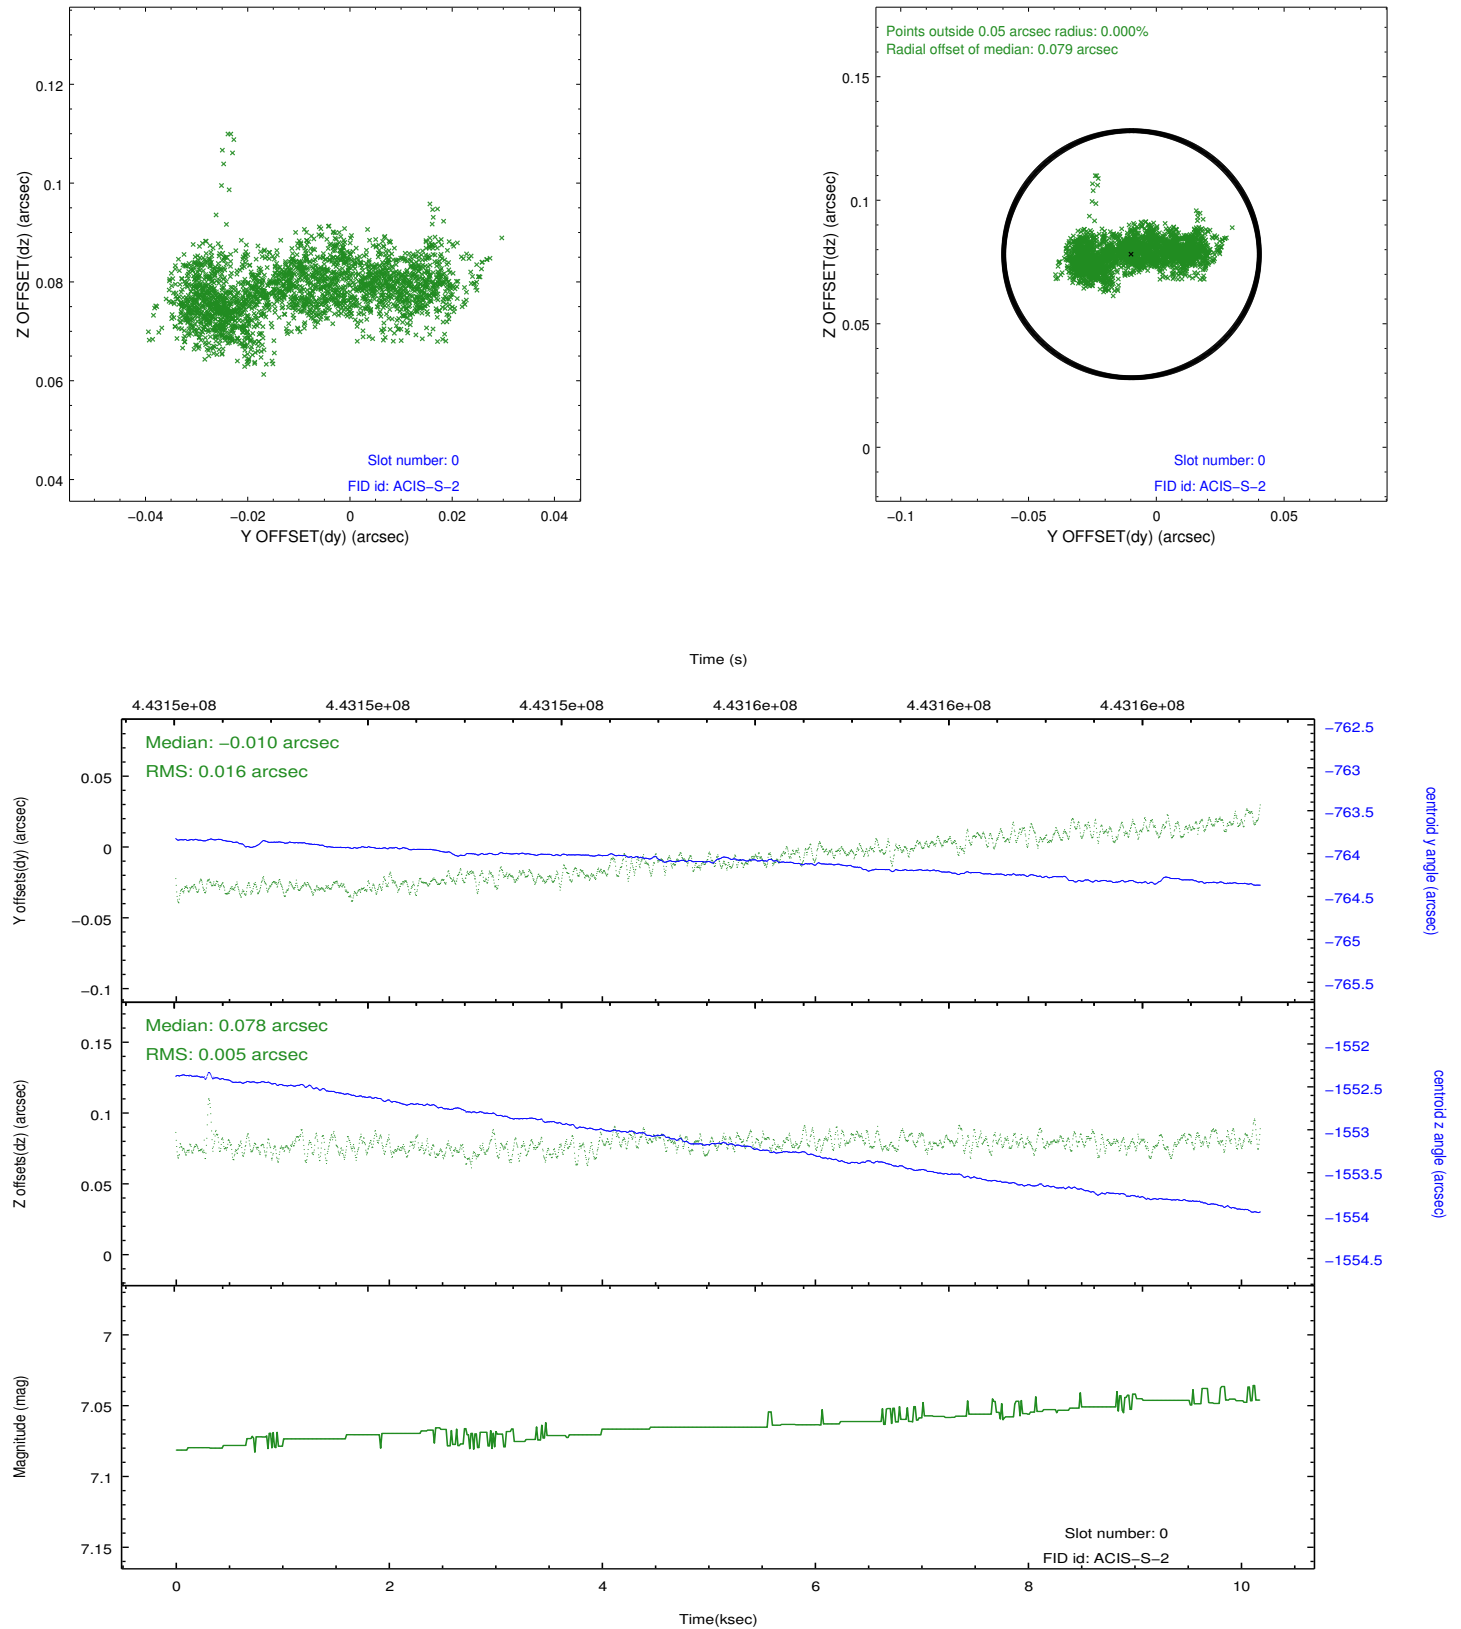 0.12
0.1
0.08
0.06
0.04
Z OFFSET(dz) (arcsec)
Slot number: 0
FID id: ACIS−S−2
−0.04
−0.02
0
0.02
0.04
Y OFFSET(dy) (arcsec)
Points outside 0.05 arcsec radius: 0.000%
Radial offset of median: 0.079 arcsec
0.15
0.1
0.05
0
Z OFFSET(dz) (arcsec)
Slot number: 0
FID id: ACIS−S−2
−0.1
−0.05
0
0.05
Y OFFSET(dy) (arcsec)
Time (s)
4.4315e+08
4.4315e+08
4.4315e+08
4.4316e+08
4.4316e+08
4.4316e+08
Median: −0.010 arcsec
RMS: 0.016 arcsec
0.05
0
−0.05
−0.1
Y offsets(dy) (arcsec)
−762.5
−763
−763.5
−764
−764.5
−765
−765.5
centroid y angle (arcsec)
Median: 0.078 arcsec
RMS: 0.005 arcsec
0.15
0.1
0.05
0
Z offsets(dz) (arcsec)
−1552
−1552.5
−1553
−1553.5
−1554
−1554.5
centroid z angle (arcsec)
7
7.05
7.1
7.15
Magnitude (mag)
Slot number: 0
FID id: ACIS−S−2
0
2
4
6
8
10
Time(ksec)